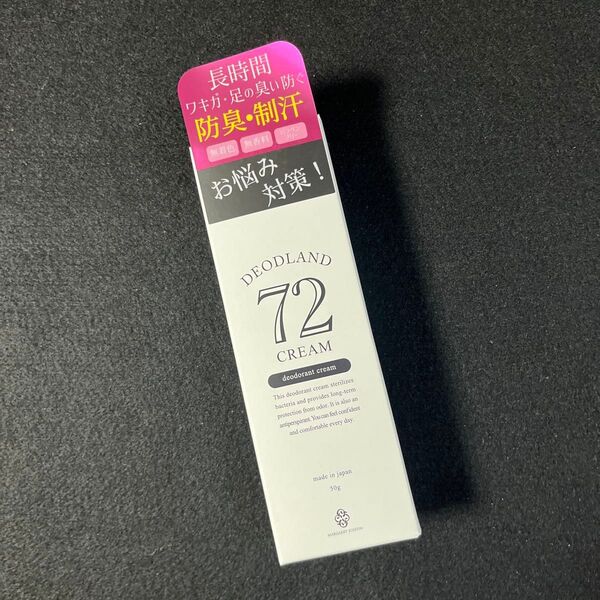 長時間
ワキガ・足の臭い防ぐ
防臭・制汗
無着色 無香料
お悩み
対策！
DEODLAND
72
CREAM
deodorant cream
This deodorant cream sterilizes
bacteria and provides long-term
protection from odor. It is also an
antiperspirant. You can feel confident
and comfortable every day.
made in japan
50g